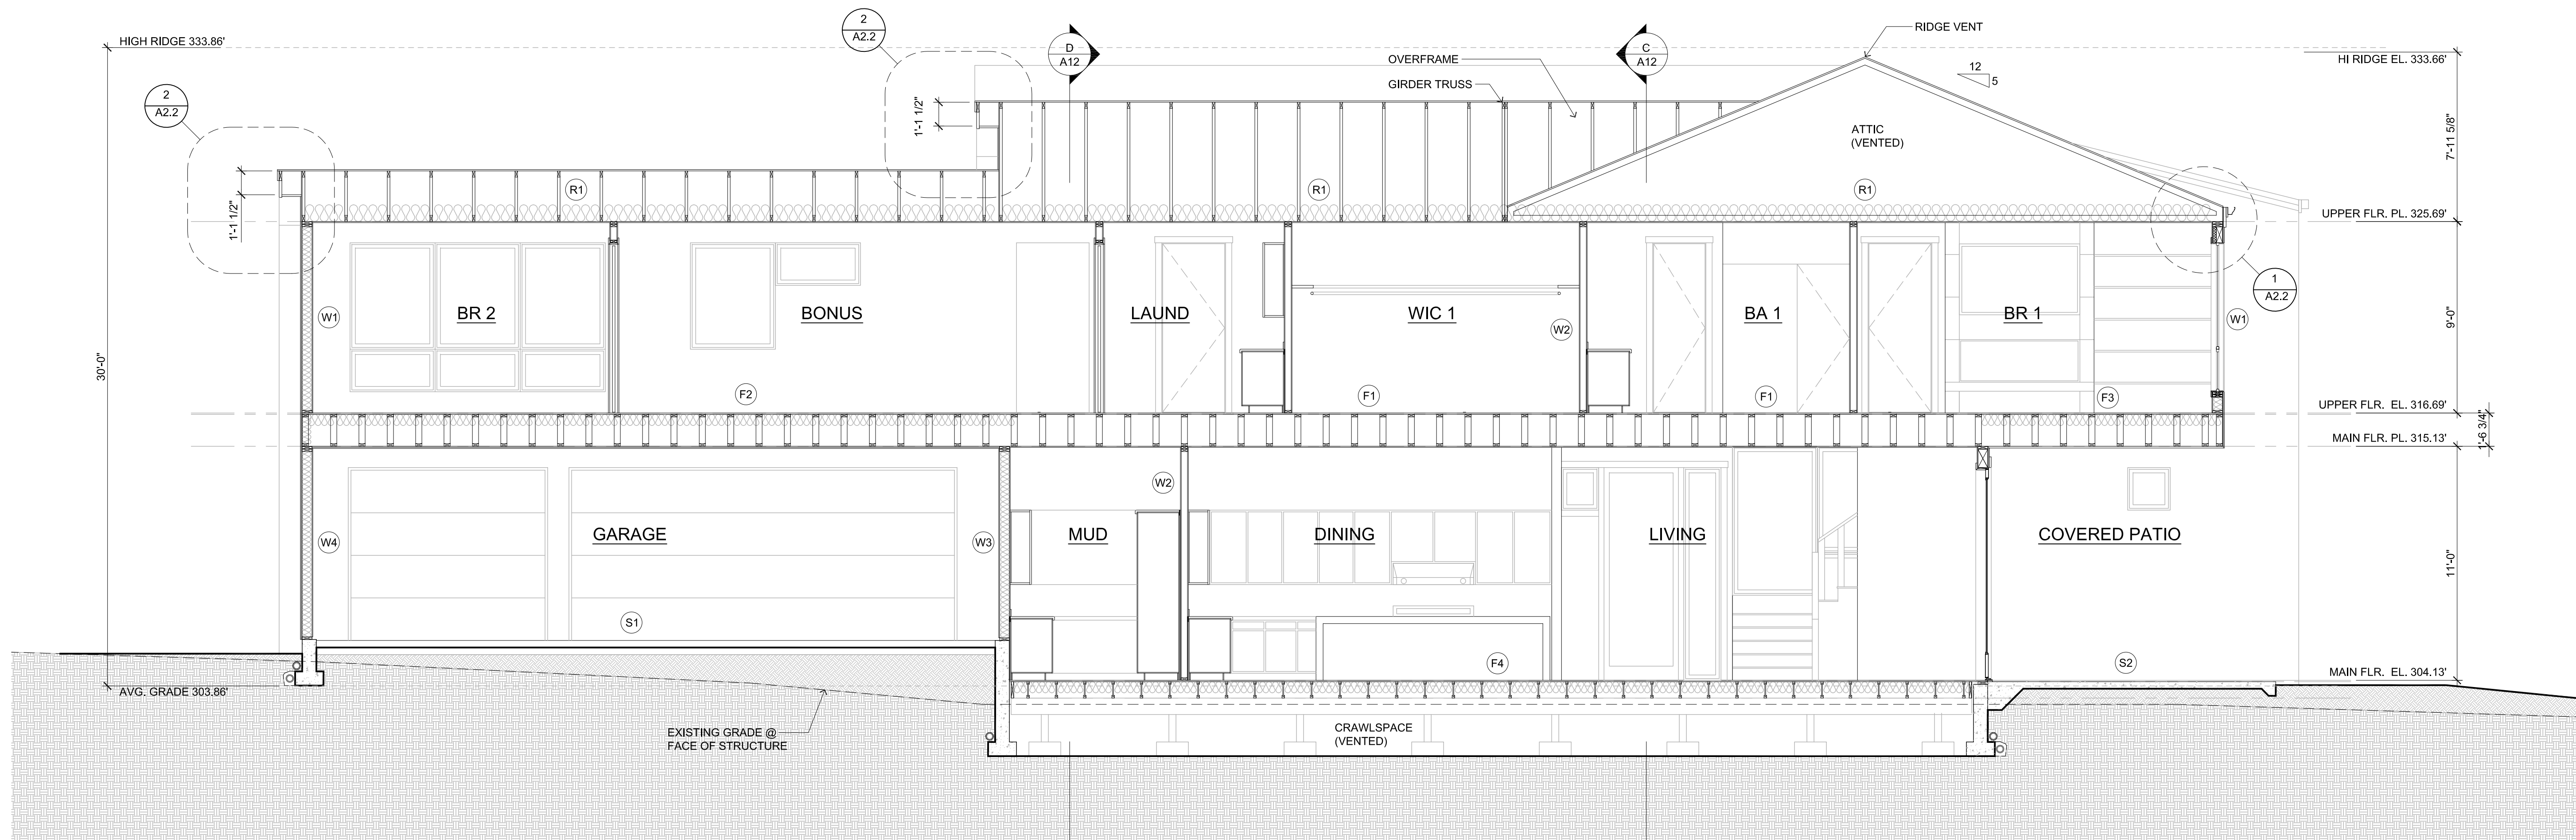 2
A2.2
HIGH RIDGE 333.86'
D
A12
C
A12
RIDGE VENT
OVERFRAME
GIRDER TRUSS
12
5
HI RIDGE EL. 333.66'
2
A2.2
1'-1 1/2"
ATTIC
(VENTED)
7'-11 5/8"
R1
R1
R1
1'-1 1/2"
UPPER FLR. PL. 325.69'
1
A2.2
W1
BR 2
BONUS
LAUND
WIC 1
W2
BA 1
BR 1
W1
9'-0"
30'-0"
F2
F1
F1
F3
UPPER FLR. EL. 316.69'
1'-6 3/4"
MAIN FLR. PL. 315.13'
W2
W4
GARAGE
W3
MUD
DINING
LIVING
COVERED PATIO
11'-0"
S1
F4
S2
MAIN FLR. EL. 304.13'
AVG. GRADE 303.86'
EXISTING GRADE @
FACE OF STRUCTURE
CRAWLSPACE
(VENTED)